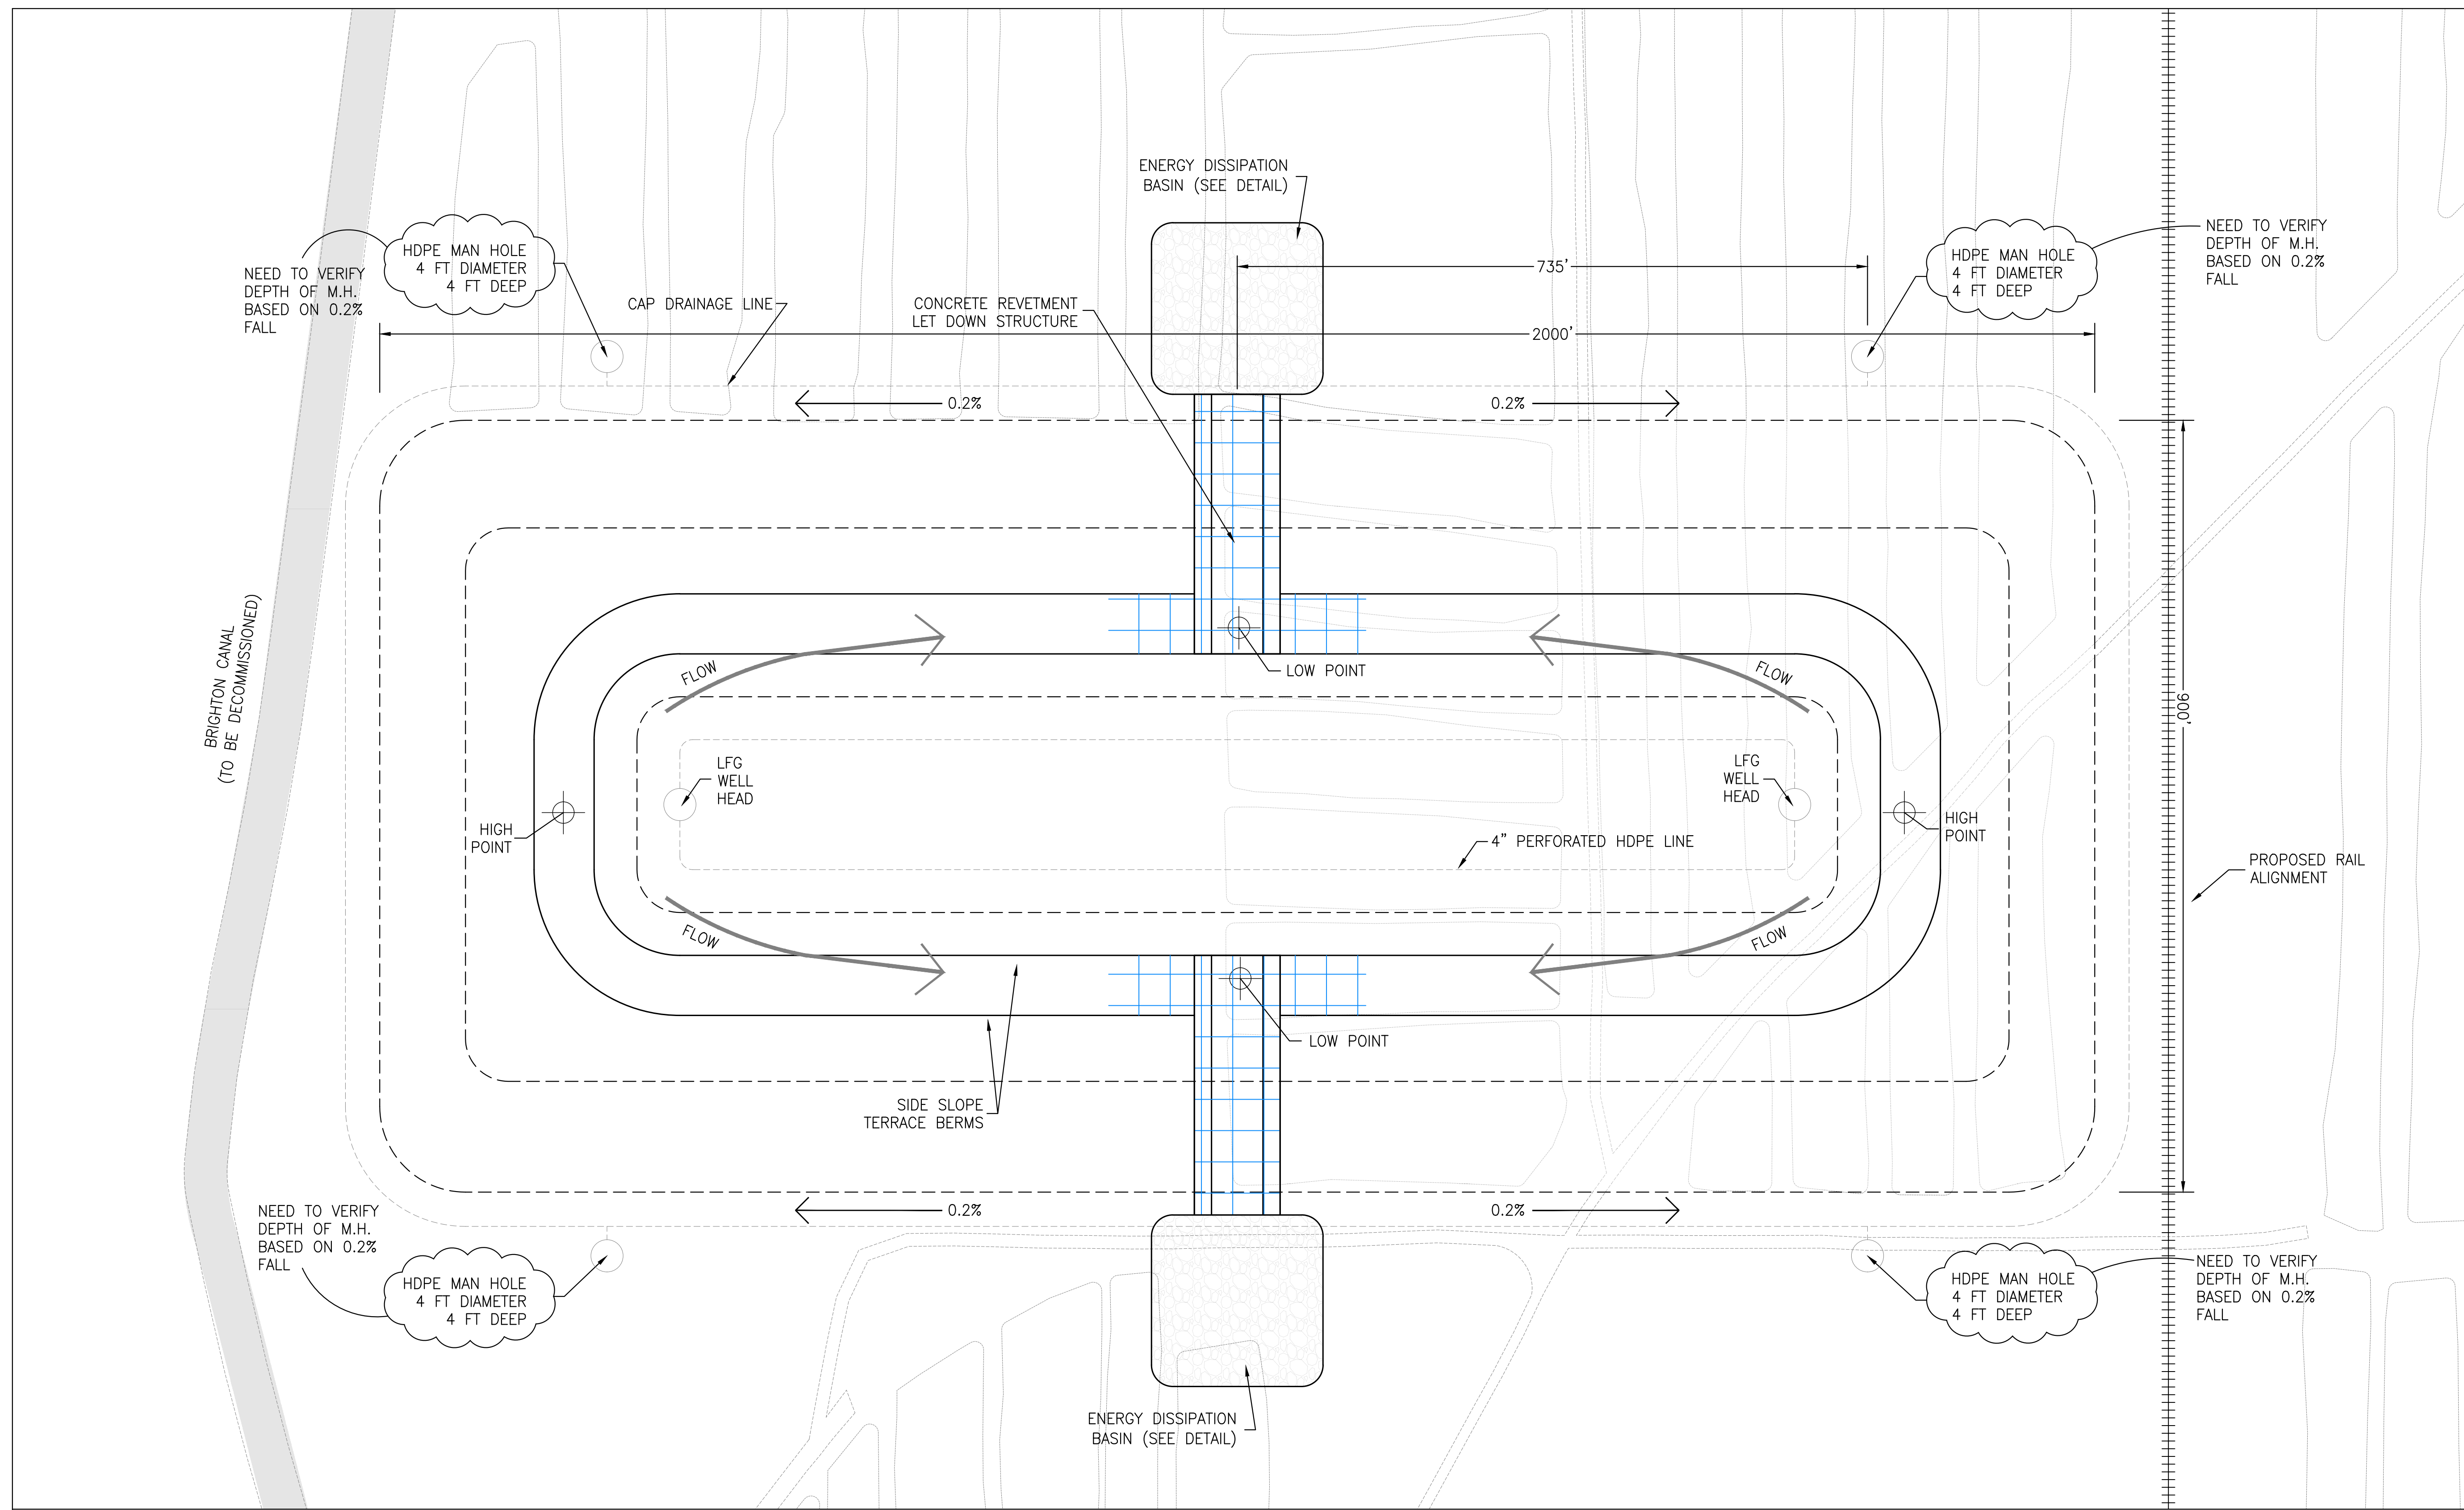 ENERGY DISSIPATION
BASIN (SEE DETAIL)
HDPE MAN HOLE
4 FT DIAMETER
4 FT DEEP
NEED TO VERIFY
DEPTH OF M.H.
BASED ON 0.2%
FALL
CAP DRAINAGE LINE
CONCRETE REVETMENT
LET DOWN STRUCTURE
735'
2000'
HDPE MAN HOLE
4 FT DIAMETER
4 FT DEEP
NEED TO VERIFY
DEPTH OF M.H.
BASED ON 0.2%
FALL
0.2%
0.2%
BRIGHTON CANAL
(TO BE DECOMMISSIONED)
FLOW
LOW POINT
FLOW
900'
LFG
WELL
HEAD
LFG
WELL
HEAD
HIGH
POINT
4" PERFORATED HDPE LINE
HIGH
POINT
PROPOSED RAIL
ALIGNMENT
FLOW
FLOW
LOW POINT
SIDE SLOPE
TERRACE BERMS
0.2%
0.2%
NEED TO VERIFY
DEPTH OF M.H.
BASED ON 0.2%
FALL
HDPE MAN HOLE
4 FT DIAMETER
4 FT DEEP
HDPE MAN HOLE
4 FT DIAMETER
4 FT DEEP
NEED TO VERIFY
DEPTH OF M.H.
BASED ON 0.2%
FALL
ENERGY DISSIPATION
BASIN (SEE DETAIL)